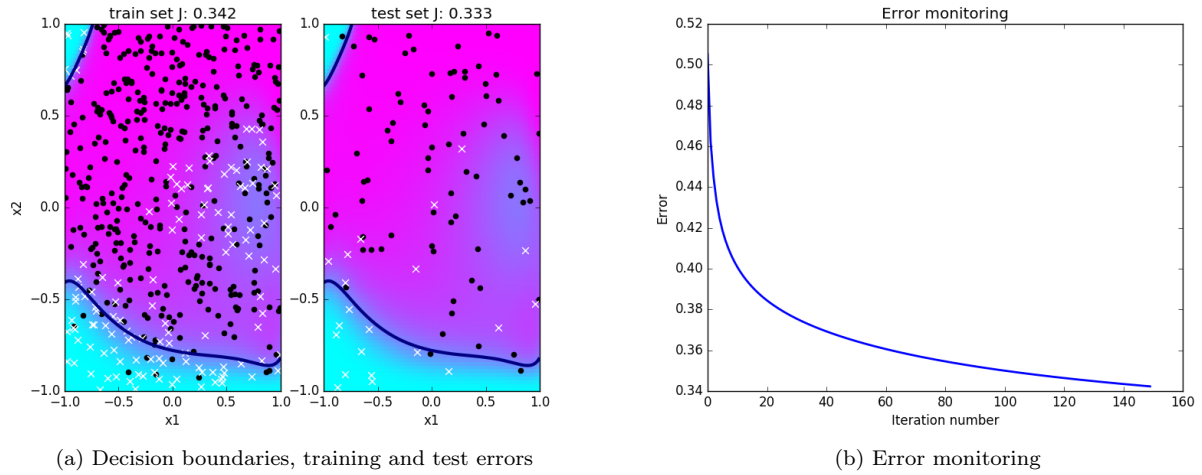 train set J: 0.342
test set J: 0.333
Error monitoring
1.0
0.5
0.0
−0.5
−1.0
x2
−1.0 −0.5 0.0 0.5 1.0
x1
1.0
0.5
0.0
−0.5
−1.0
−1.0 −0.5 0.0 0.5 1.0
x1
0.52
0.50
0.48
0.46
0.44
0.42
0.40
0.38
0.36
0.34
Error
0 20 40 60 80 100 120 140 160
Iteration number
(a) Decision boundaries, training and test errors
(b) Error monitoring